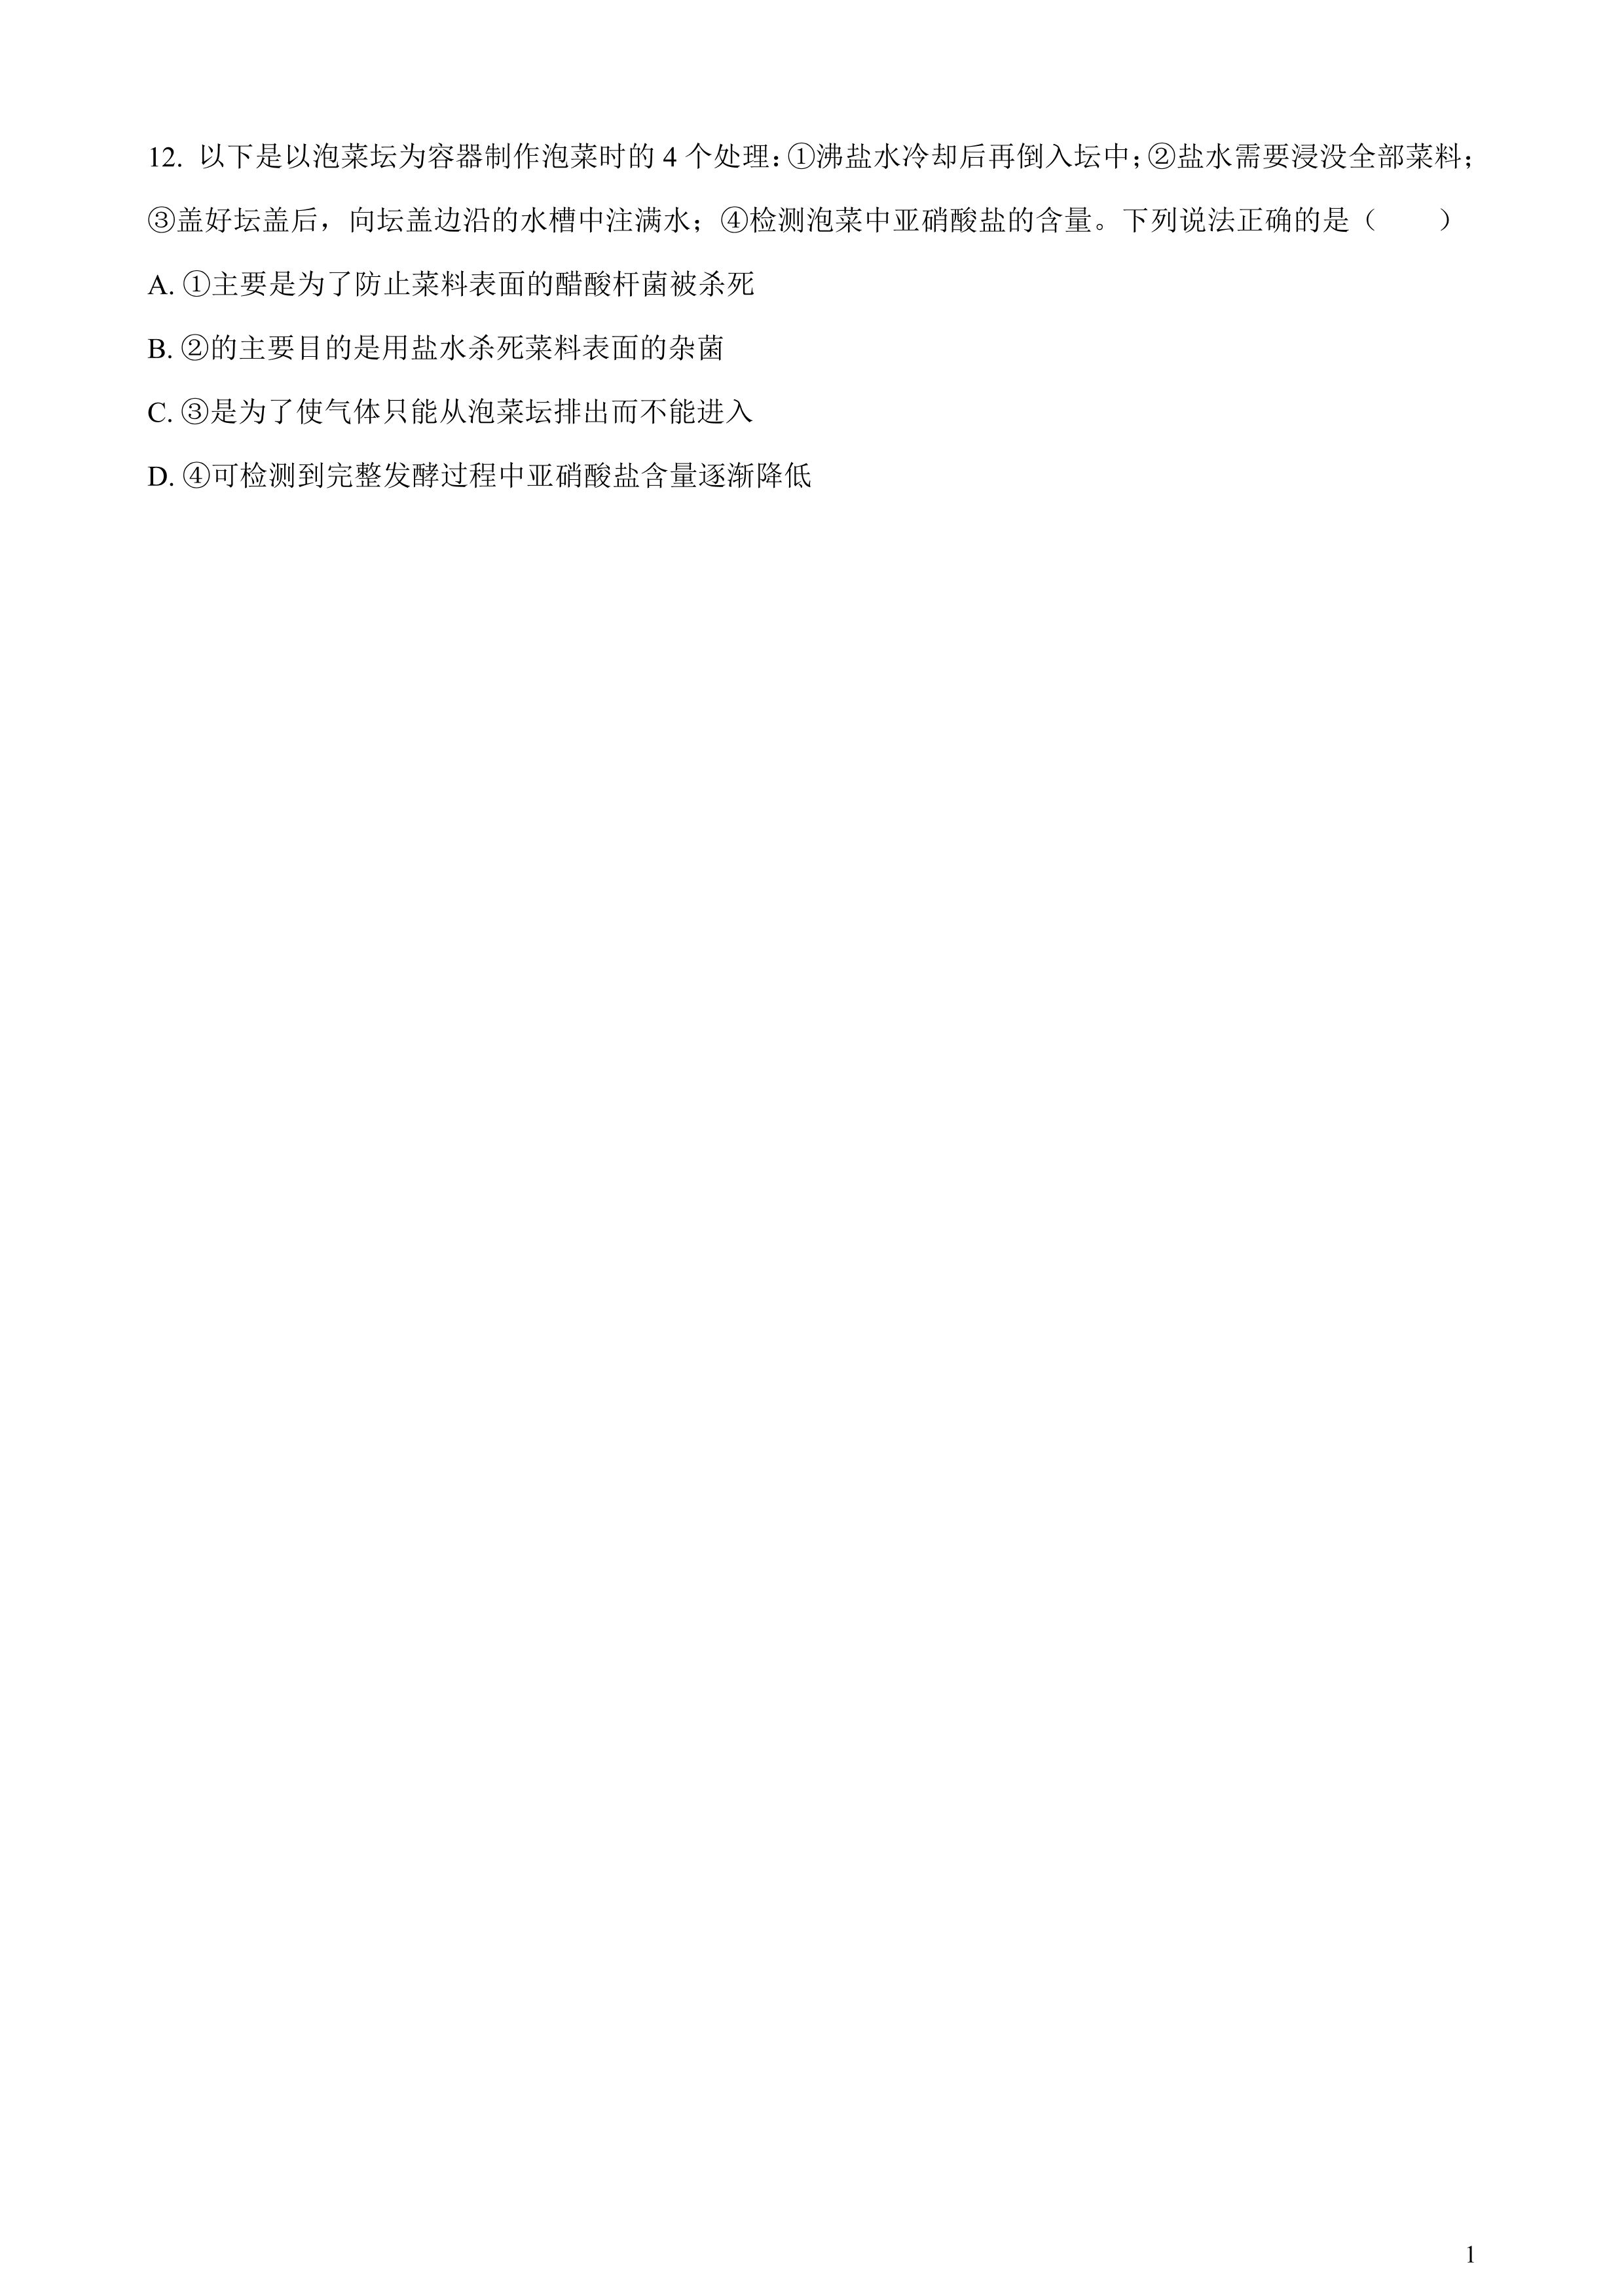 12. 以下是以泡菜坛为容器制作泡菜时的 4 个处理：①沸盐水冷却后再倒入坛中；②盐水需要浸没全部菜料；
③盖好坛盖后，向坛盖边沿的水槽中注满水；④检测泡菜中亚硝酸盐的含量。下列说法正确的是（　　）
A. ①主要是为了防止菜料表面的醋酸杆菌被杀死
B. ②的主要目的是用盐水杀死菜料表面的杂菌
C. ③是为了使气体只能从泡菜坛排出而不能进入
D. ④可检测到完整发酵过程中亚硝酸盐含量逐渐降低
1